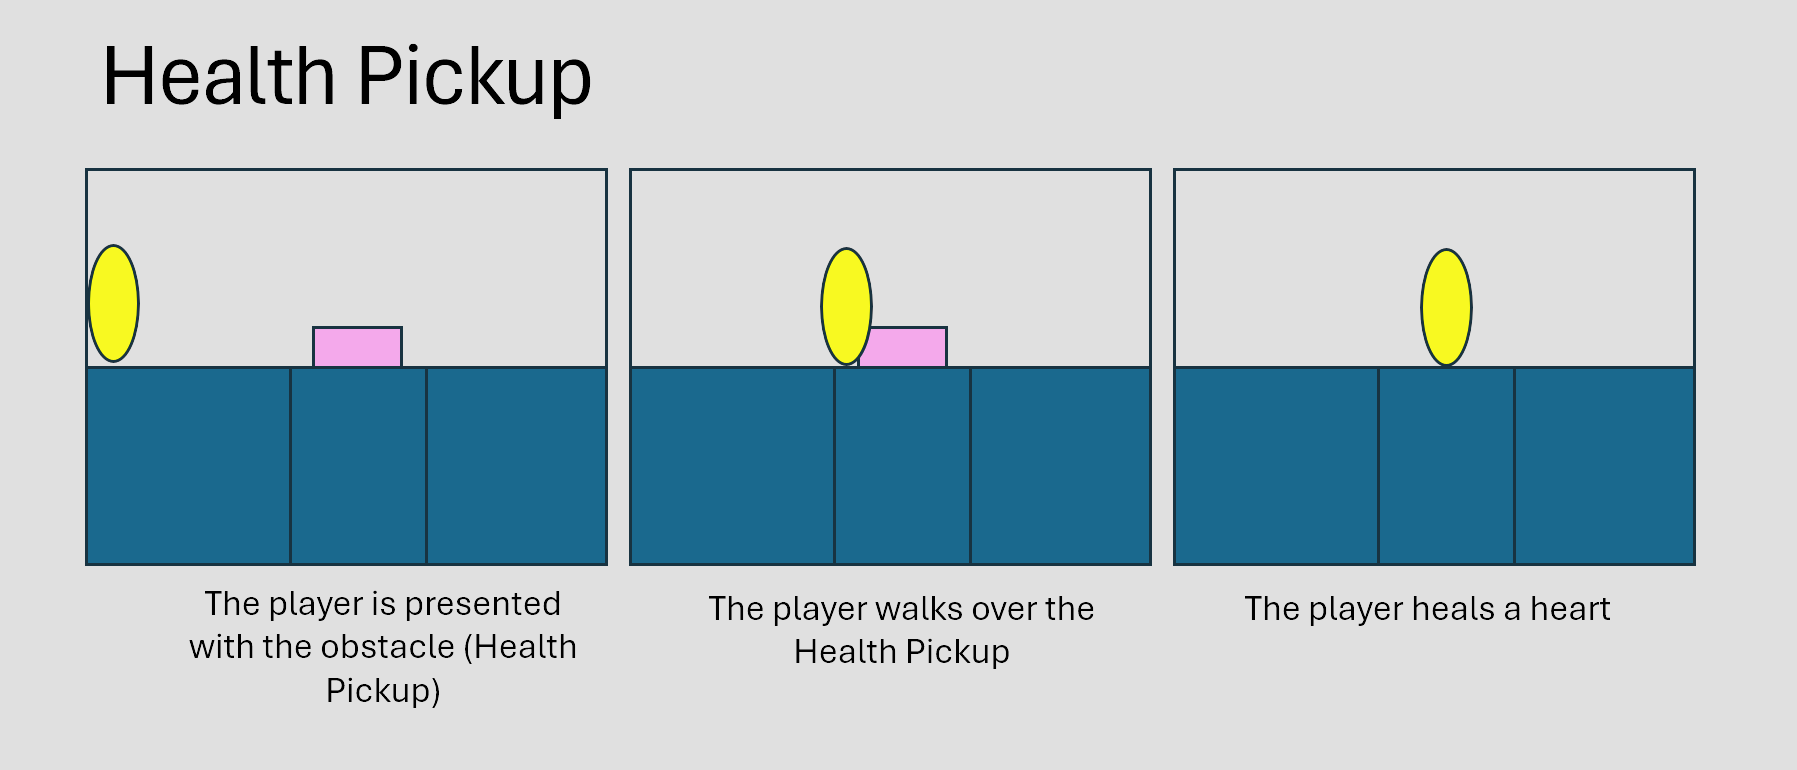 Health Pickup
The player is presented
with the obstacle (Health
Pickup)
The player walks over the
Health Pickup
The player heals a heart